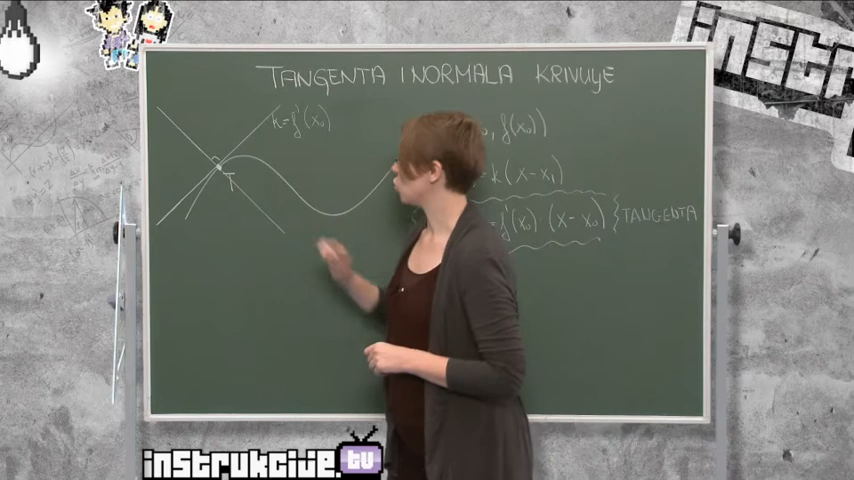 TANGENTA I NORMALA KRIVULJE
k=f'(x₀)
, f(x₀))
= k(x-x₁)
T
=f'(x₀)·(x-x₀) } TANGENTA
instrukcije.tv